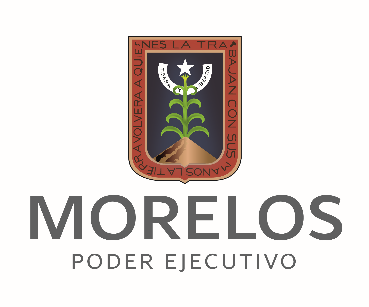 LA TIERRA VOLVERA A QUIENES LA TRABAJAN CON SUS MANOS
MORELOS
PODER EJECUTIVO